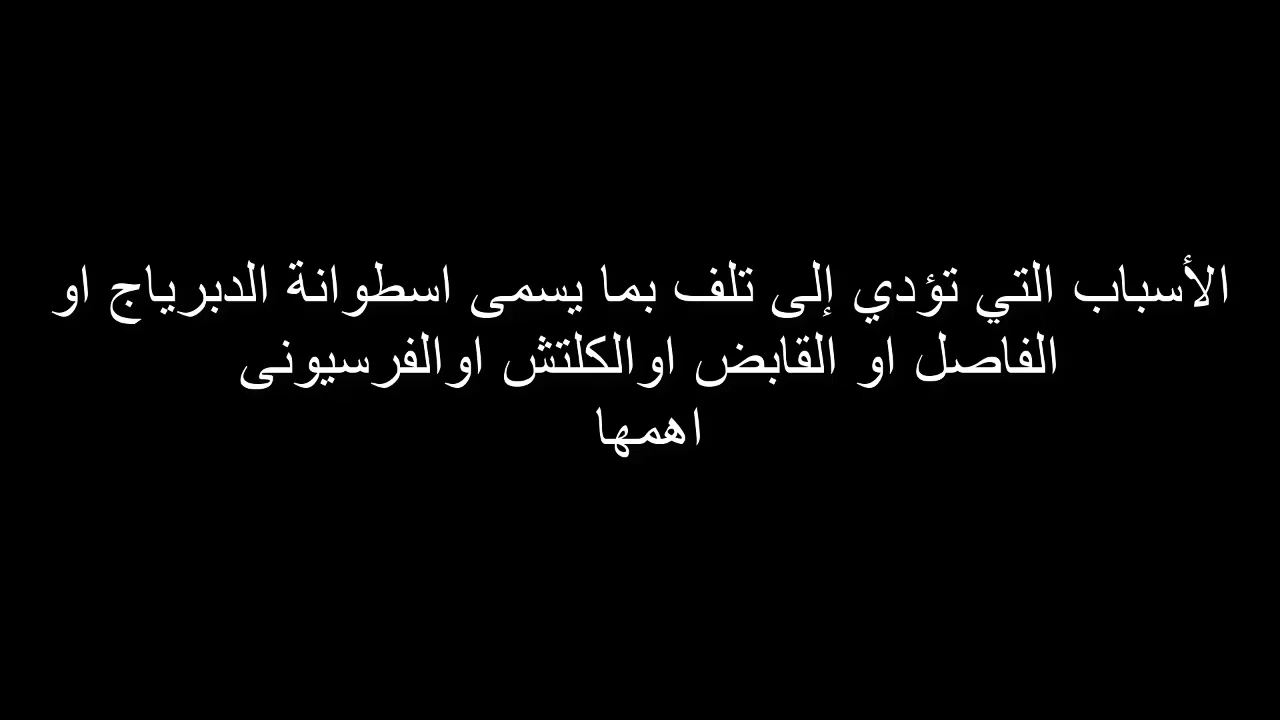 الأسباب التي تؤدي إلى تلف بما يسمى اسطوانة الدبرياج او
الفاصل او القابض اوالكلتش اوالفرسيونى
اهمها